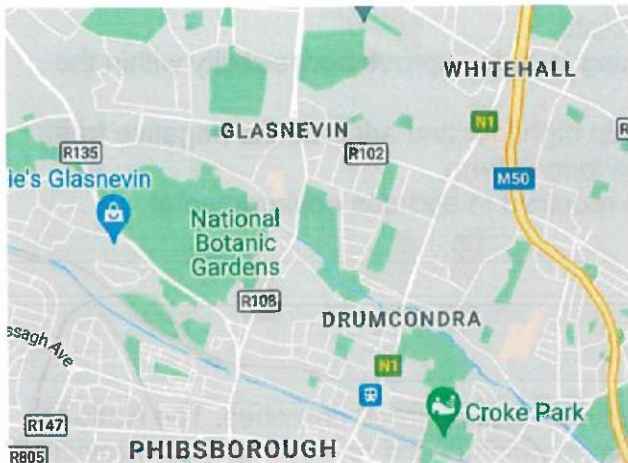 WHITEHALL
N1
GLASNEVIN
R135
R102
ie's Glasnevin
M50
National
Botanic
Gardens
R108
DRUMCONDRA
ssagh Ave
N1
Croke Park
R147
PHIBSBOROUGH
R805